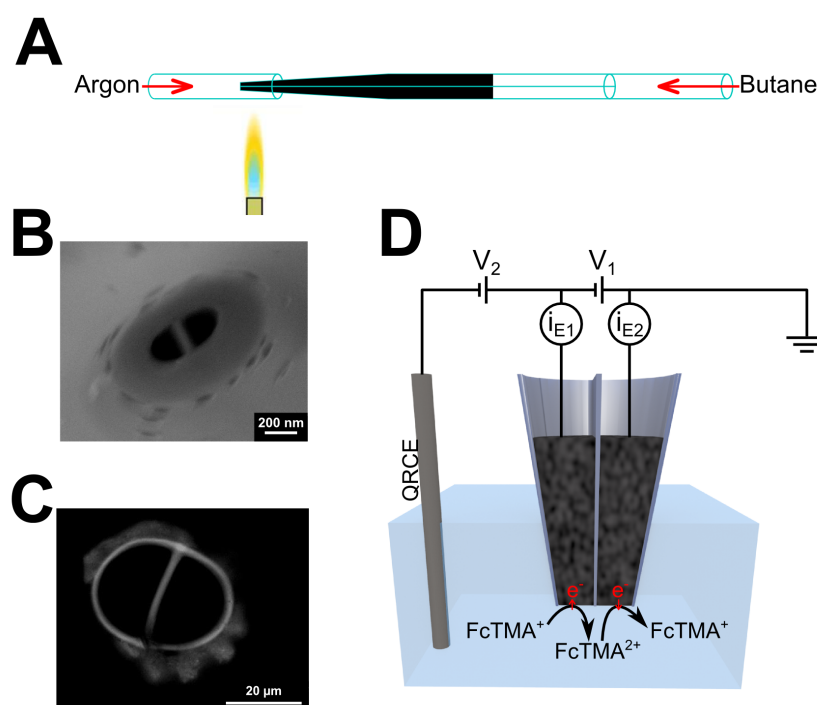 A
Argon
Butane
B
200 nm
C
20 µm
D
V2
V1
iE1
iE2
QRCE
e-
e-
FcTMA+
FcTMA2+
FcTMA+